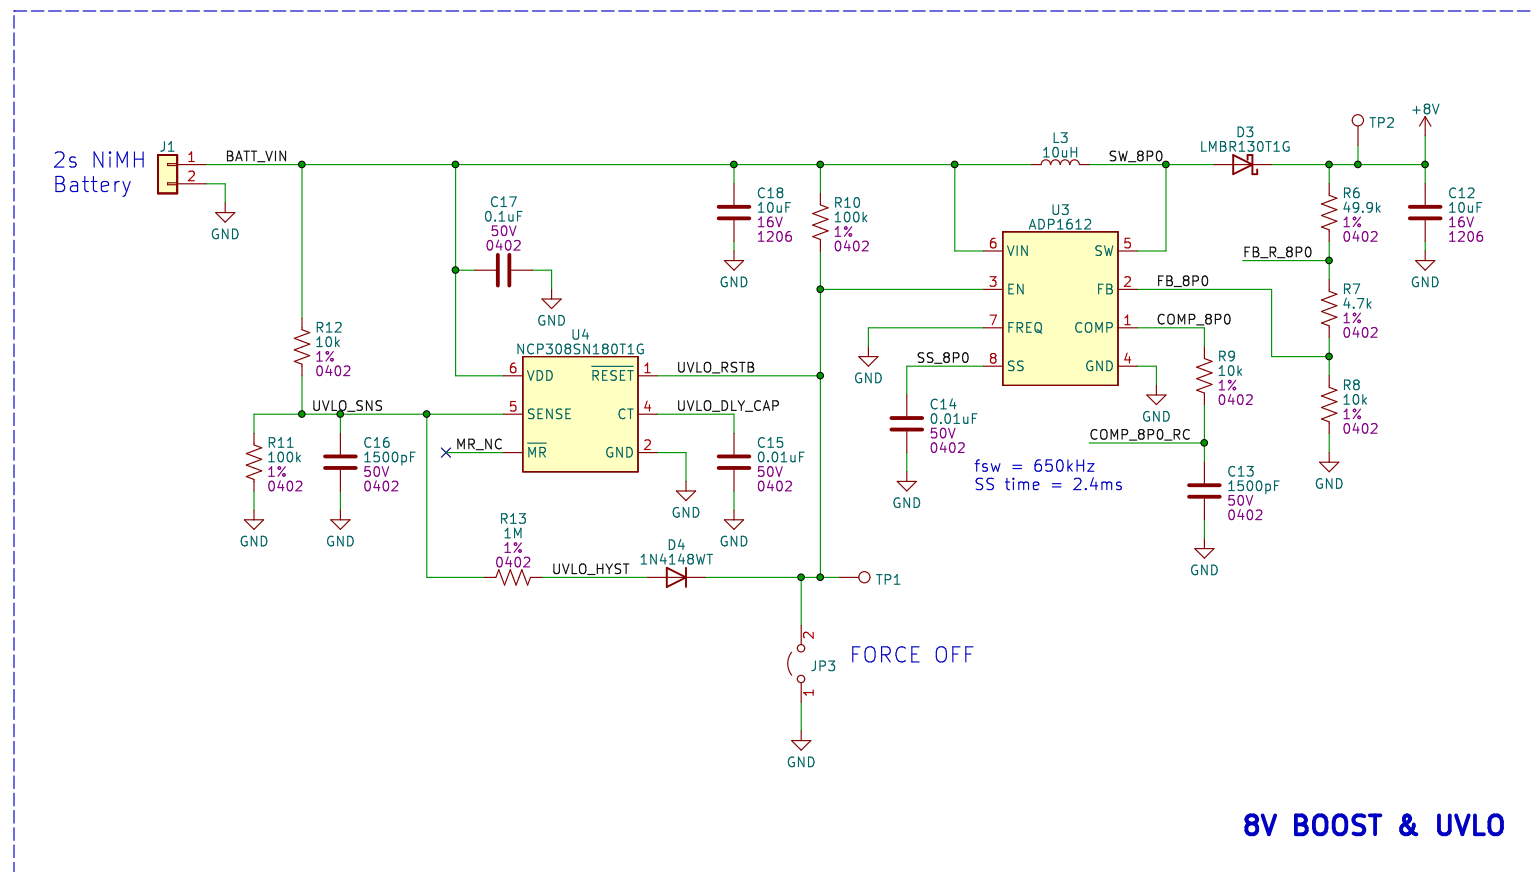 2s NiMH
Battery
J1
1
2
BATT_VIN
GND
C17
0.1uF
50V
0402
GND
C18
10uF
16V
1206
GND
R10
100k
1%
0402
L3
10uH
SW_8P0
D3
LMBR130T1G
TP2
+8V
R6
49.9k
1%
0402
C12
10uF
16V
1206
GND
FB_R_8P0
R7
4.7k
1%
0402
R8
10k
1%
0402
GND
U3
ADP1612
6
VIN
SW
5
3
EN
FB
2
FB_8P0
7
FREQ
COMP
1
COMP_8P0
8
SS
GND
4
GND
SS_8P0
GND
C14
0.01uF
50V
0402
GND
R9
10k
1%
0402
COMP_8P0_RC
C13
1500pF
50V
0402
GND
fsw = 650kHz
SS time = 2.4ms
R12
10k
1%
0402
UVLO_SNS
R11
100k
1%
0402
GND
C16
1500pF
50V
0402
GND
U4
NCP308SN180T1G
6
VDD
RESET
1
UVLO_RSTB
5
SENSE
CT
4
UVLO_DLY_CAP
MR_NC
3
MR
GND
2
GND
C15
0.01uF
50V
0402
GND
R13
1M
1%
0402
UVLO_HYST
D4
1N4148WT
TP1
2
JP3
1
FORCE OFF
GND
8V BOOST & UVLO